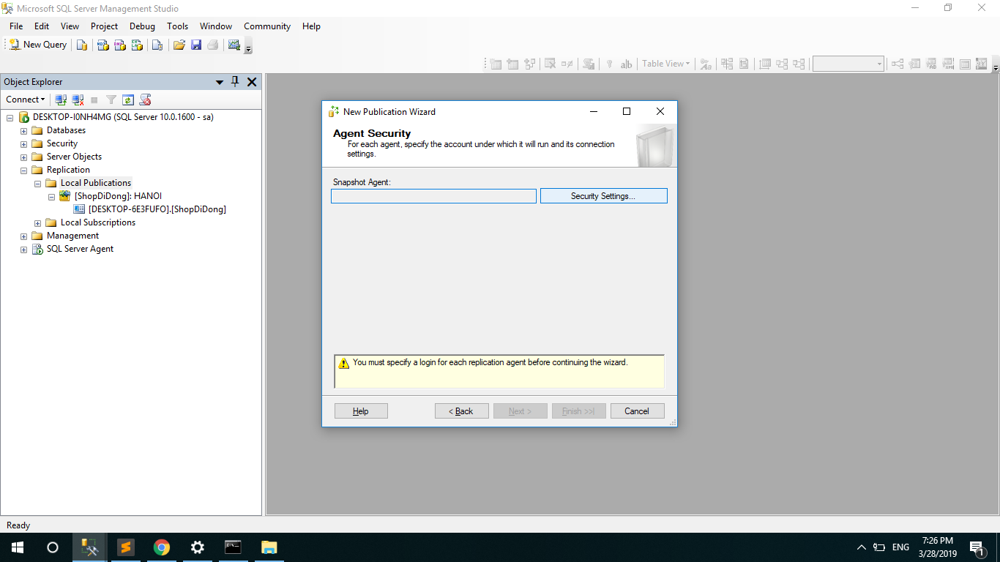 Microsoft SQL Server Management Studio
File Edit View Project Debug Tools Window Community Help
New Query
Table View
Object Explorer
Connect
DESKTOP-I0NH4MG (SQL Server 10.0.1600 - sa)
Databases
Security
Server Objects
Replication
Local Publications
[ShopDiDong]: HANOI
[DESKTOP-6E3FUFO].[ShopDiDong]
Local Subscriptions
Management
SQL Server Agent
New Publication Wizard
Agent Security
For each agent, specify the account under which it will run and its connection
settings.
Snapshot Agent:
Security Settings...
You must specify a login for each replication agent before continuing the wizard.
Help < Back Next > Finish >>| Cancel
Ready
ENG
7:26 PM
3/28/2019
1